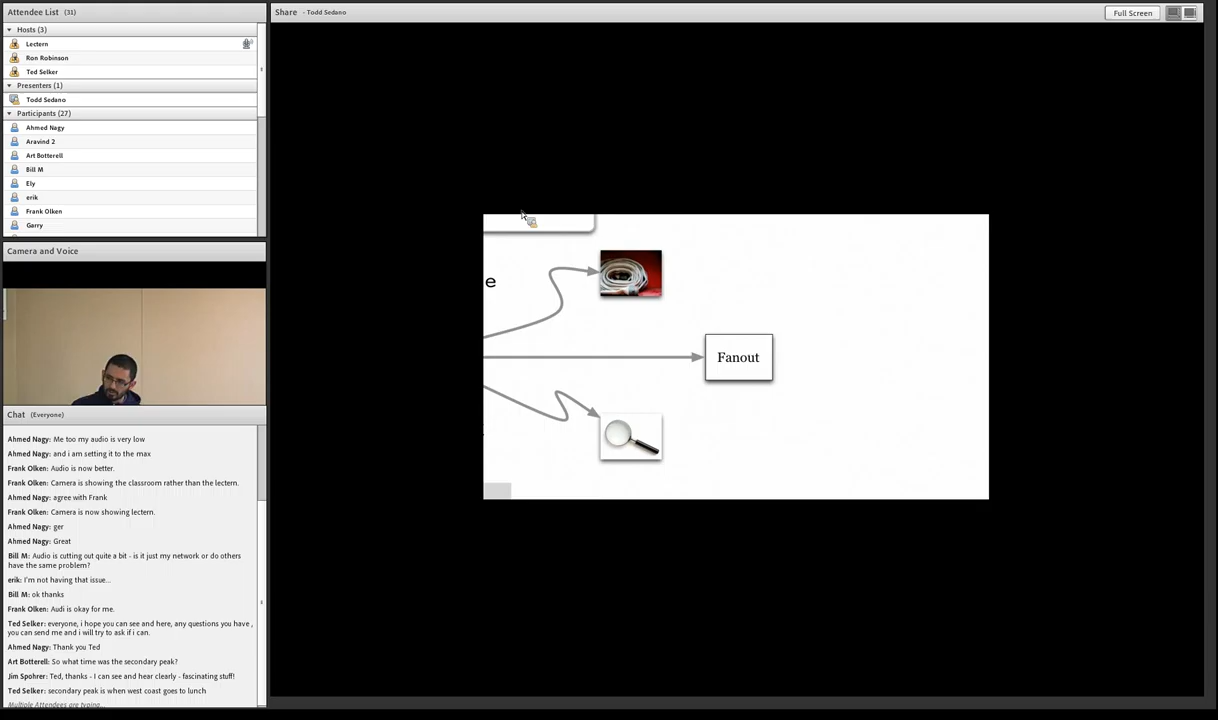 Attendee List (31)
Hosts (3)
Lectern
Ron Robinson
Ted Selker
Presenters (1)
Todd Sedano
Participants (27)
Ahmed Nagy
Aravind 2
Art Botterell
Bill M
Ely
erik
Frank Olken
Garry
Camera and Voice
Chat (Everyone)
Ahmed Nagy: Me too my audio is very low
Ahmed Nagy: and i am setting it to the max
Frank Olken: Audio is now better.
Frank Olken: Camera is showing the classroom rather than the lectern.
Ahmed Nagy: agree with Frank
Frank Olken: Camera is now showing lectern.
Ahmed Nagy: ger
Ahmed Nagy: Great
Bill M: Audio is cutting out quite a bit - is it just my network or do others
have the same problem?
erik: I'm not having that issue...
Bill M: ok thanks
Frank Olken: Audi is okay for me.
Ted Selker: everyone, i hope you can see and here, any questions you have ,
you can send me and i will try to ask if i can.
Ahmed Nagy: Thank you Ted
Art Botterell: So what time was the secondary peak?
Jim Spohrer: Ted, thanks - I can see and hear clearly - fascinating stuff!
Ted Selker: secondary peak is when west coast goes to lunch
Multiple Attendees are typing...
Share - Todd Sedano
Full Screen
e
Fanout